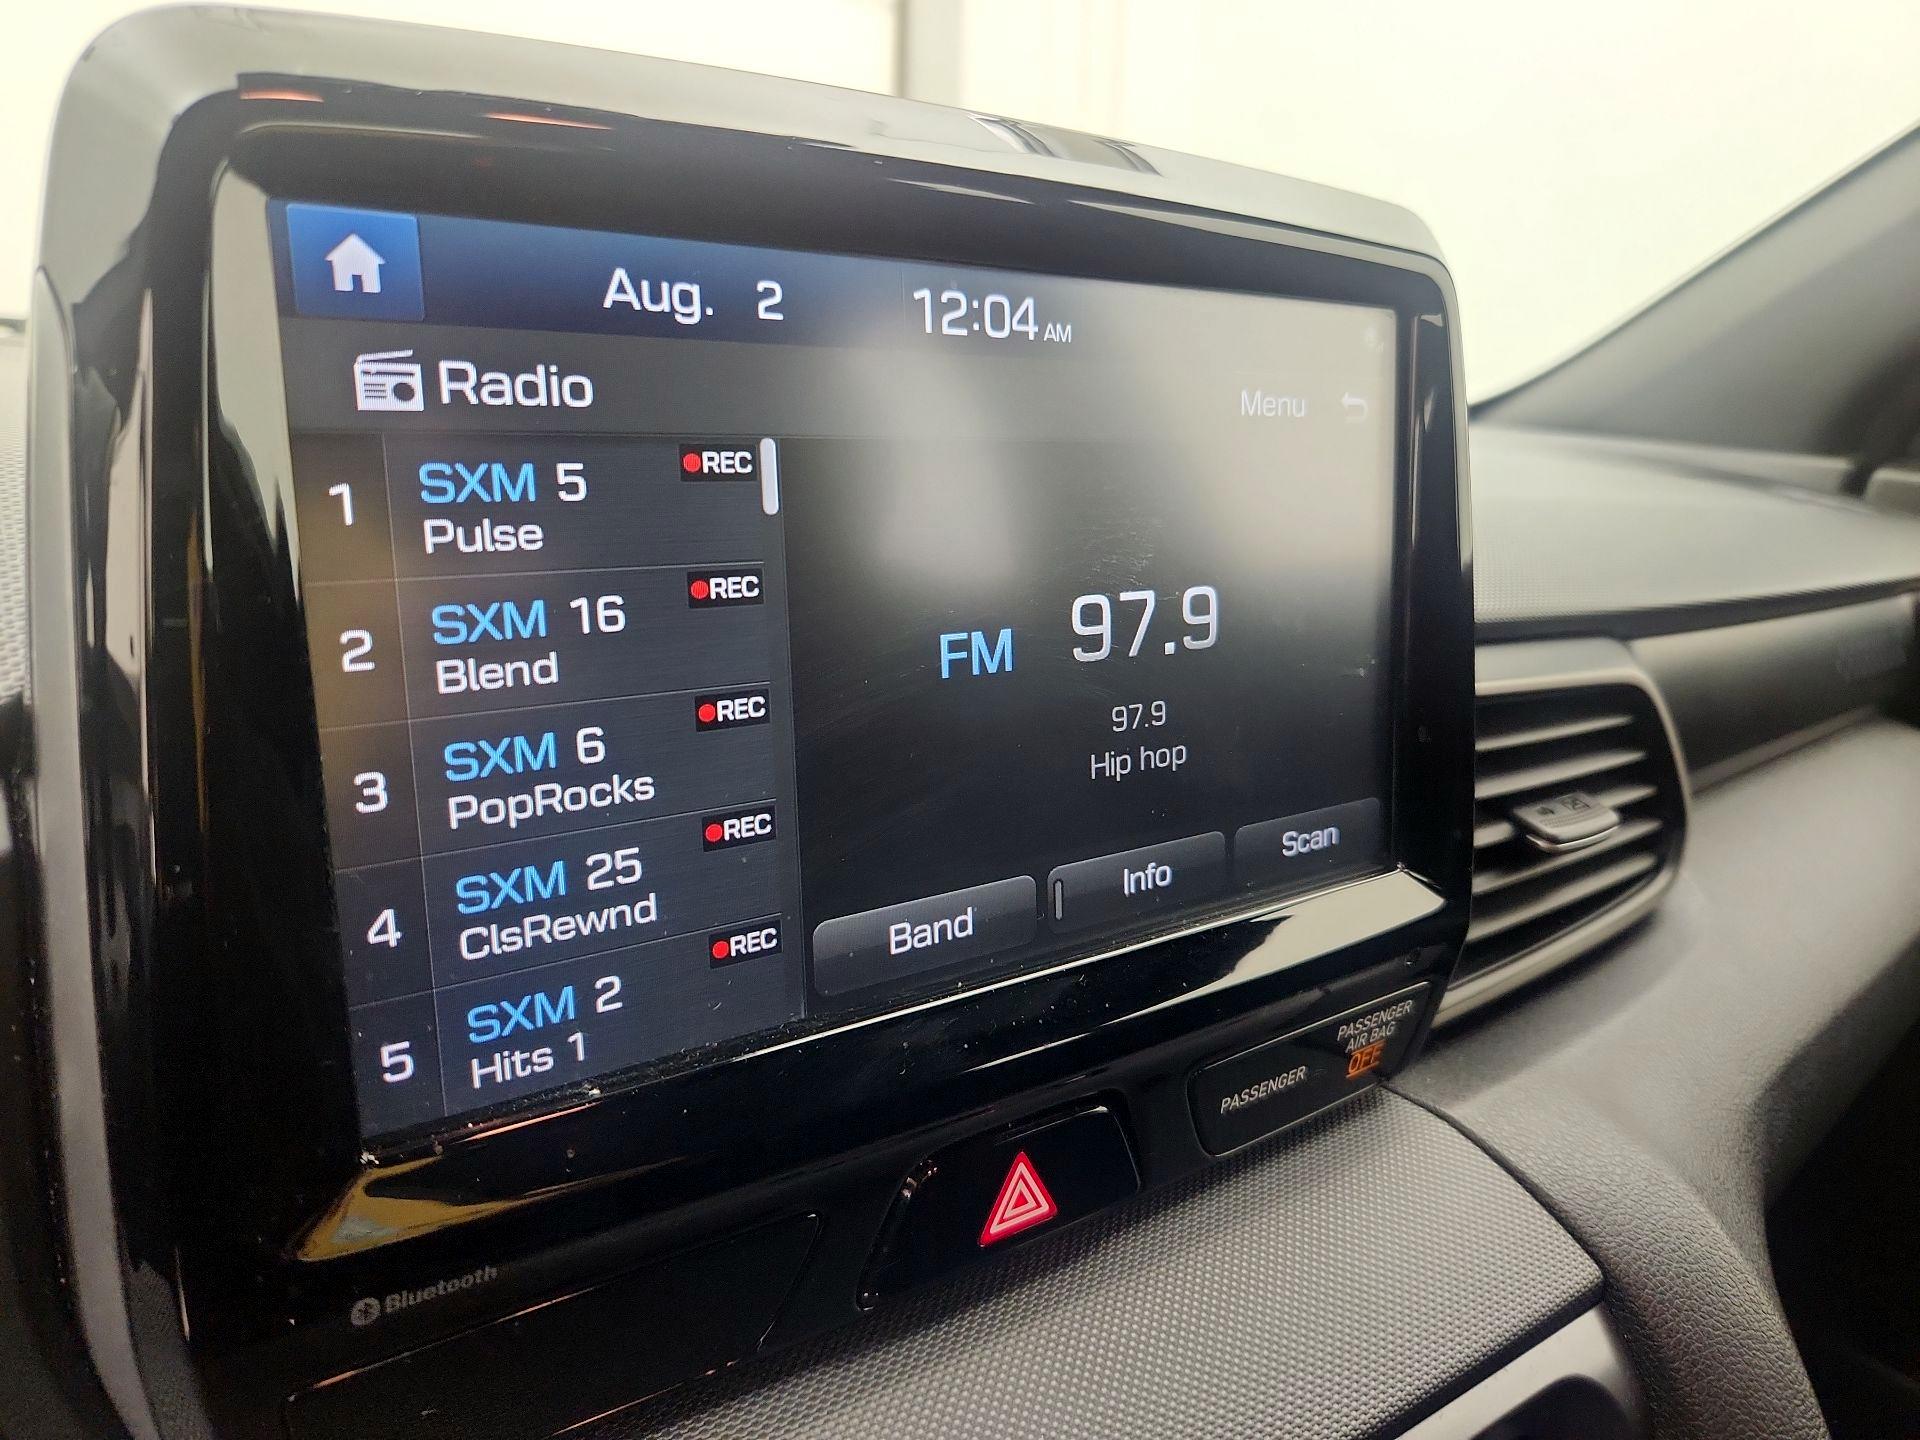 Aug. 2 12:04 AM
Radio
Menu
1 SXM 5 REC
Pulse
2 SXM 16 REC
Blend
3 SXM 6 REC
PopRocks
4 SXM 25 REC
ClsRewnd
5 SXM 2 REC
Hits 1
FM 97.9
97.9
Hip hop
Band Info Scan
PASSENGER
AIR BAG
PASSENGER OFF
Bluetooth